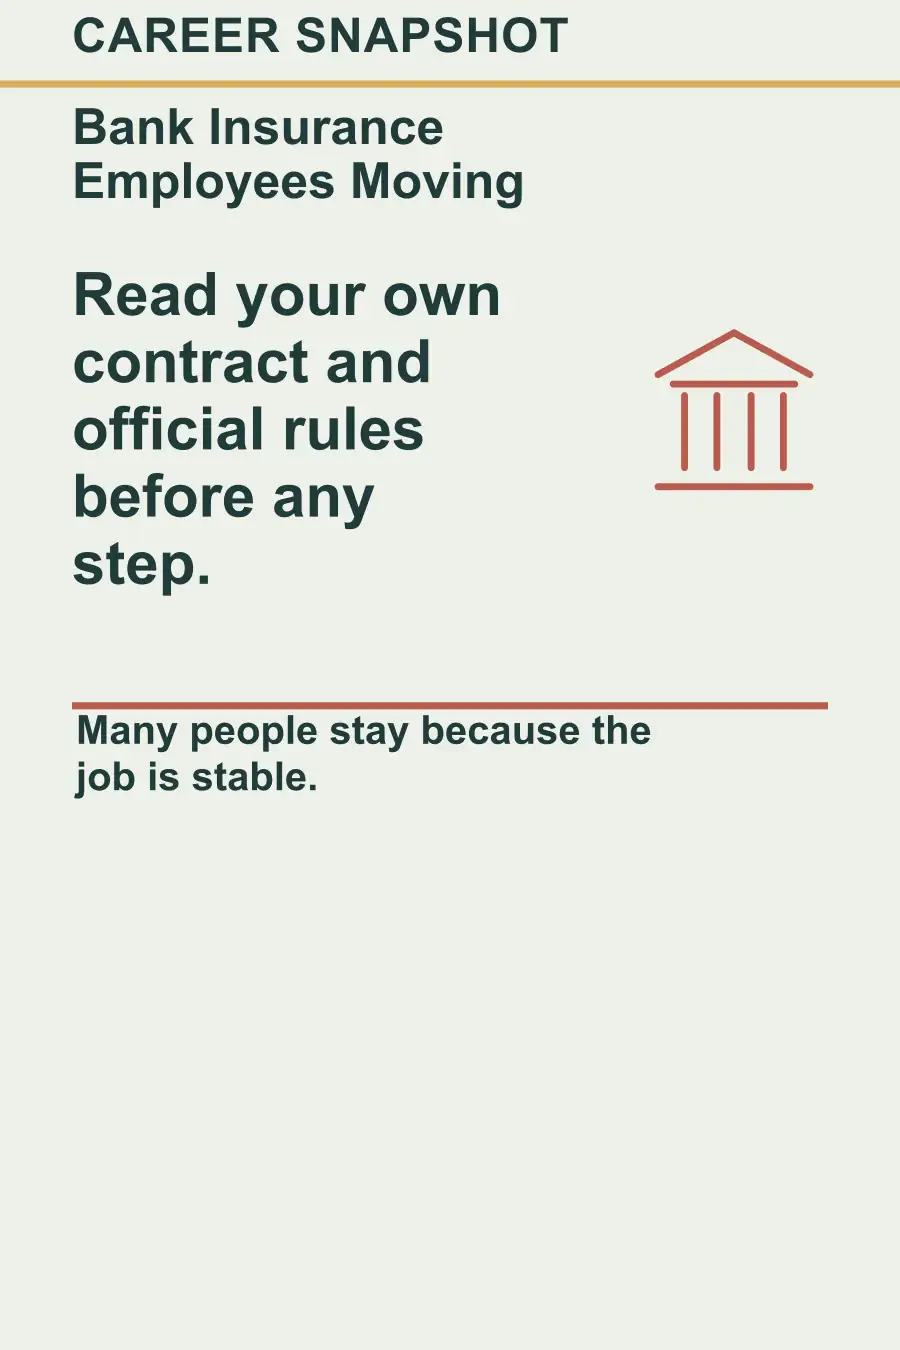 CAREER SNAPSHOT
Bank Insurance
Employees Moving
Read your own
contract and
official rules
before any
step.
Many people stay because the
job is stable.